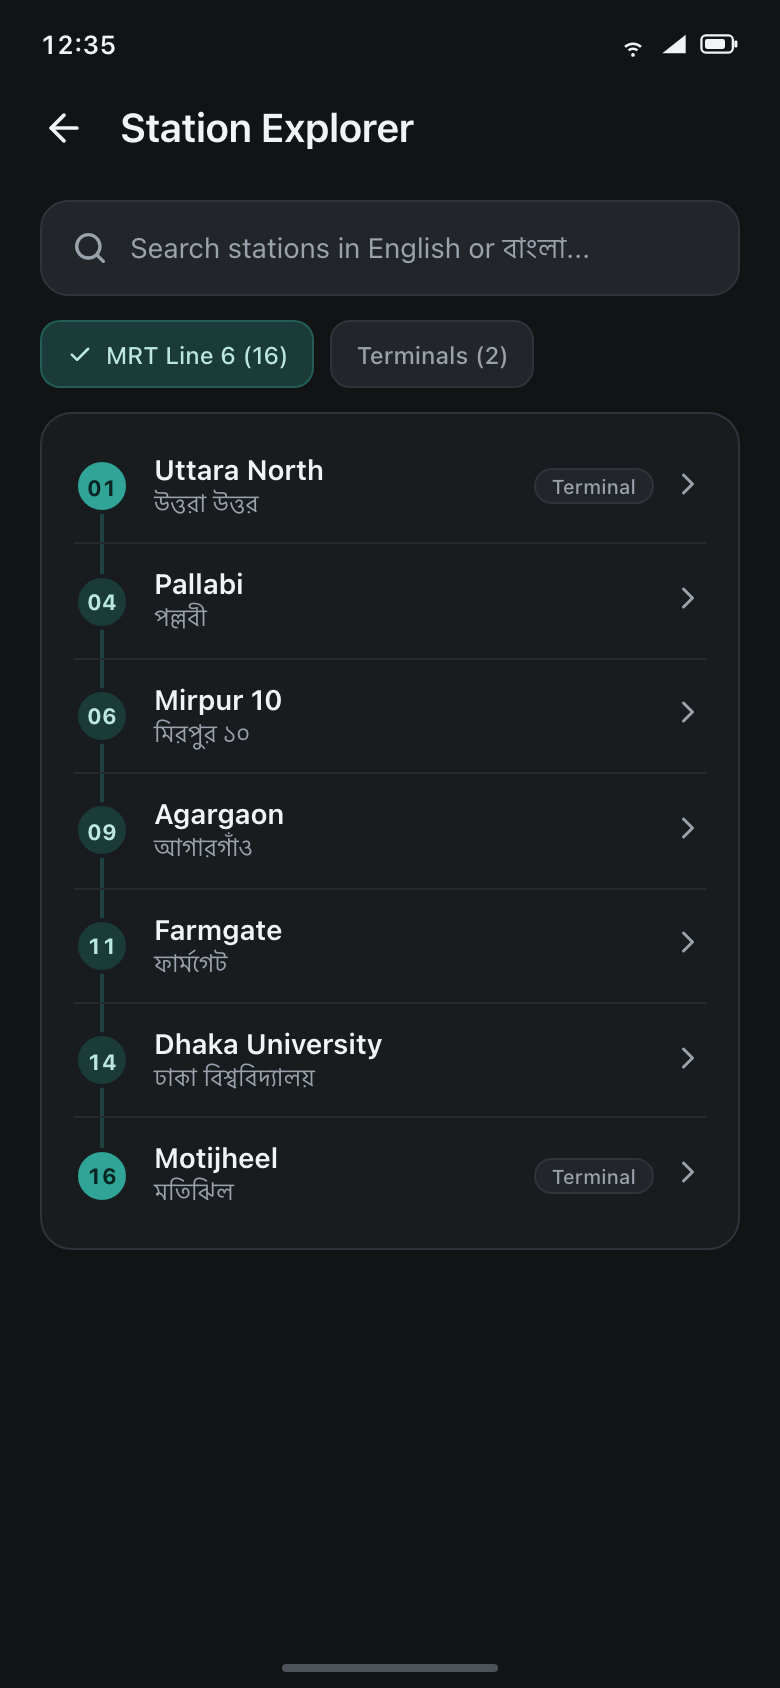 12:35
Station Explorer
Search stations in English or বাংলা...
MRT Line 6 (16)
Terminals (2)
01
Uttara North
উত্তরা উত্তর
Terminal
04
Pallabi
পল্লবী
06
Mirpur 10
মিরপুর ১০
09
Agargaon
আগারগাঁও
11
Farmgate
ফার্মগেট
14
Dhaka University
ঢাকা বিশ্ববিদ্যালয়
16
Motijheel
মতিঝিল
Terminal